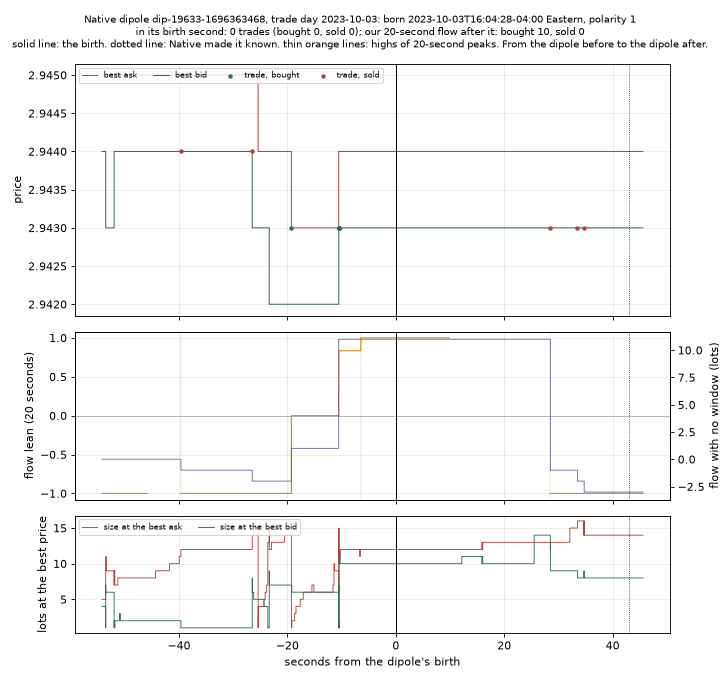 Native dipole dip-19633-1696363468, trade day 2023-10-03: born 2023-10-03T16:04:28-04:00 Eastern, polarity 1
in its birth second: 0 trades (bought 0, sold 0); our 20-second flow after it: bought 10, sold 0
solid line: the birth. dotted line: Native made it known. thin orange lines: highs of 20-second peaks. From the dipole before to the dipole after.
best ask
best bid
trade, bought
trade, sold
2.9450
2.9445
2.9440
2.9435
2.9430
2.9425
2.9420
price
1.0
0.5
0.0
−0.5
−1.0
flow lean (20 seconds)
10.0
7.5
5.0
2.5
0.0
−2.5
flow with no window (lots)
size at the best ask
size at the best bid
15
10
5
lots at the best price
−40
−20
0
20
40
seconds from the dipole's birth